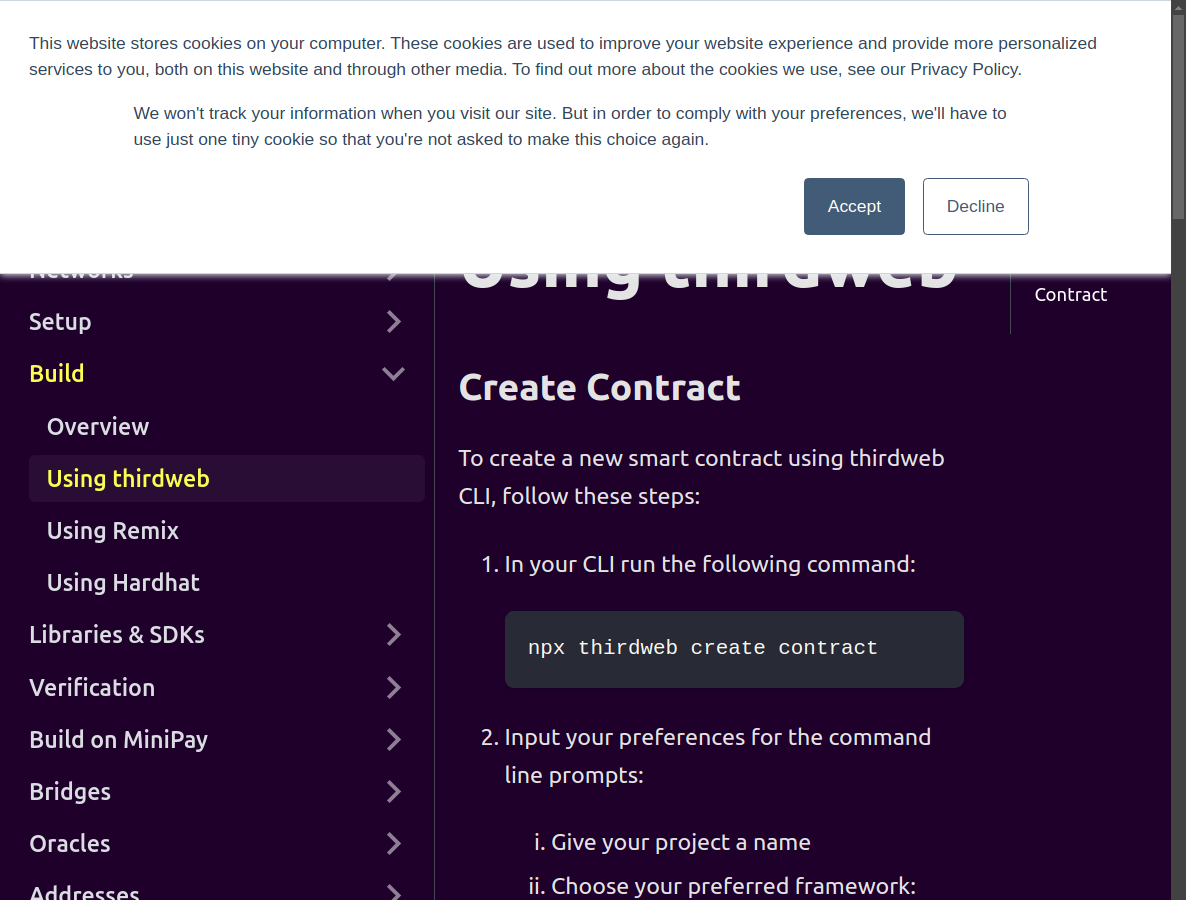 This website stores cookies on your computer. These cookies are used to improve your website experience and provide more personalized
services to you, both on this website and through other media. To find out more about the cookies we use, see our Privacy Policy.
We won't track your information when you visit our site. But in order to comply with your preferences, we'll have to
use just one tiny cookie so that you're not asked to make this choice again.
Accept
Decline
Networks
Setup
Build
Overview
Using thirdweb
Using Remix
Using Hardhat
Libraries & SDKs
Verification
Build on MiniPay
Bridges
Oracles
Addresses
Using thirdweb
Create Contract
To create a new smart contract using thirdweb
CLI, follow these steps:
1. In your CLI run the following command:
npx thirdweb create contract
2. Input your preferences for the command
line prompts:
i. Give your project a name
ii. Choose your preferred framework:
Contract